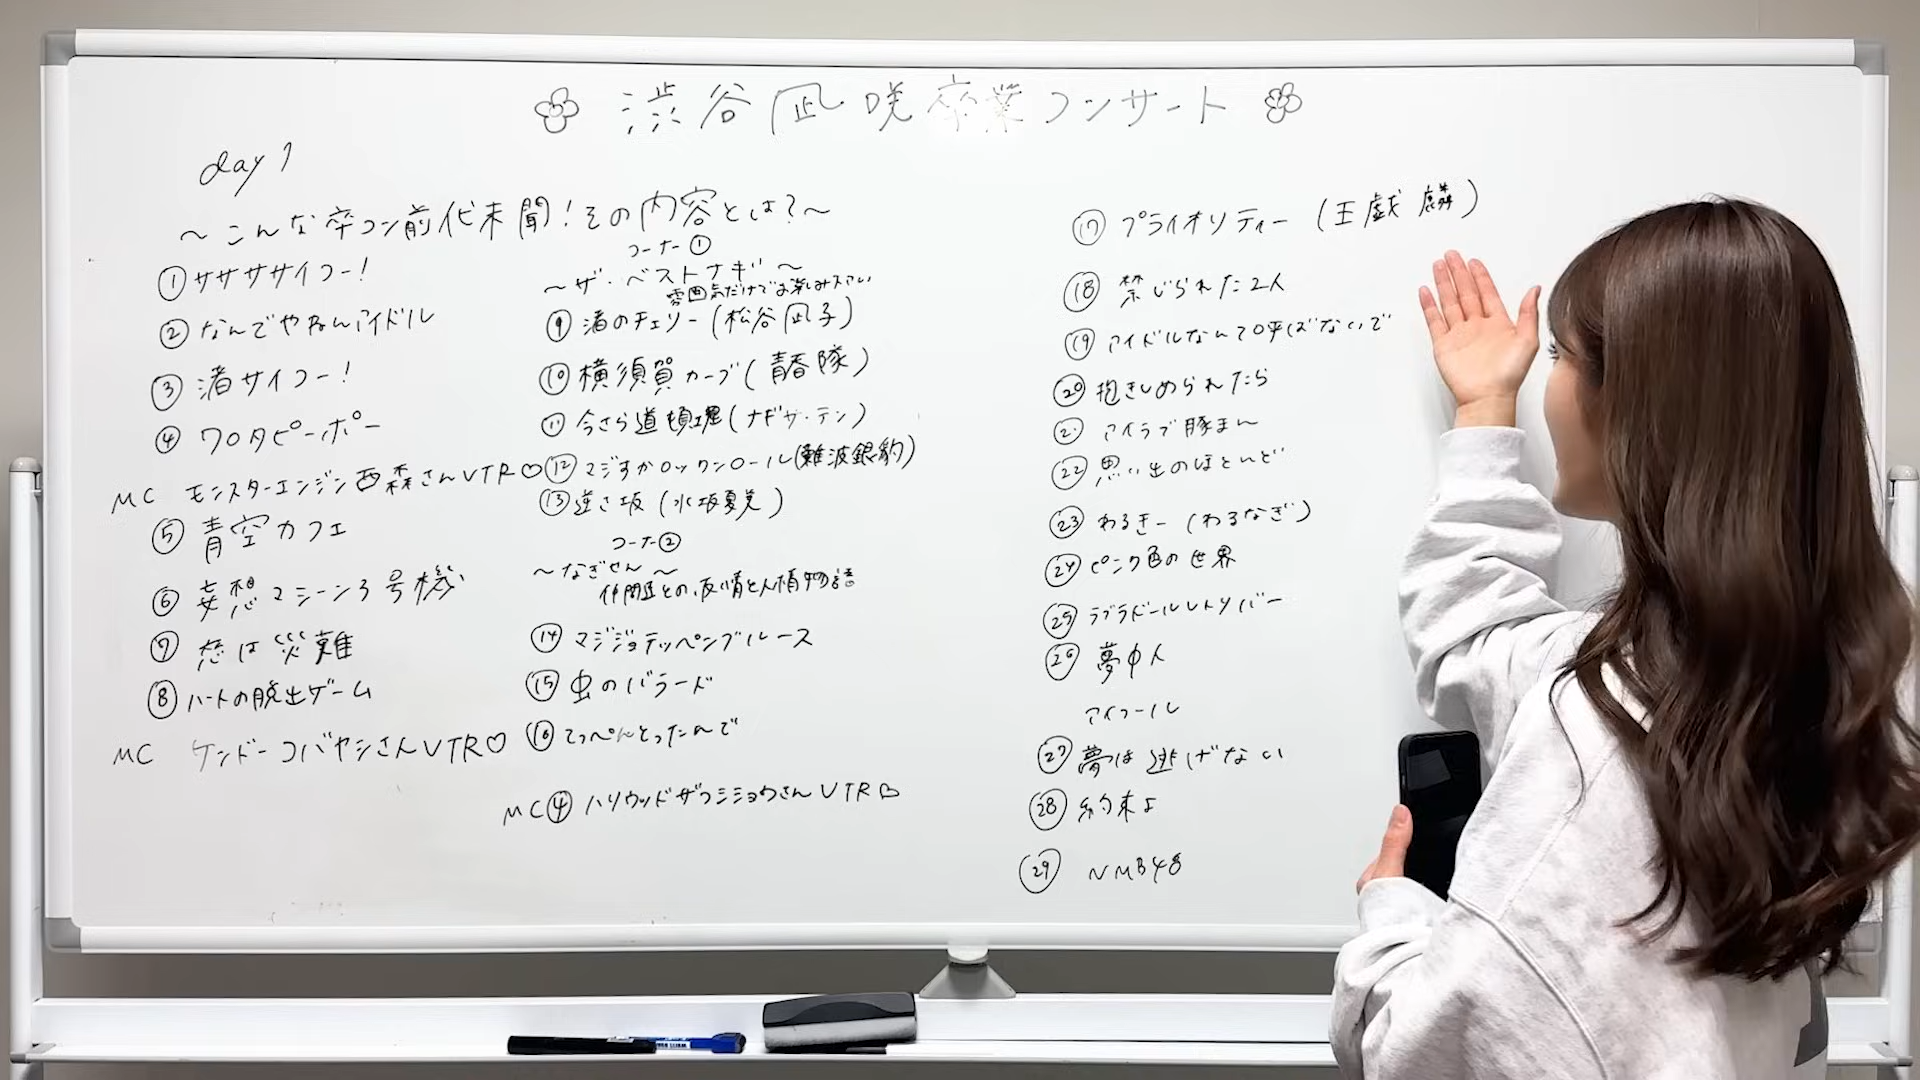 渋谷凪咲卒業コンサート
day1
~こんな卒コン前代未聞!その内容とは?~
①ササササイコー!
②なんでやねんアイドル
③渚サイコー!
④ワロタピーポー
MC モンスターエンジン西森さんVTR♡
⑤青空カフェ
⑥妄想マシーン3号機
⑦恋は災難
⑧ハートの脱出ゲーム
MC ケンドーコバヤシさんVTR♡
コーナー①
~ザ・ベストナギ~
雰囲気だけでお楽しみ下さい
⑨渚のチェリー(松谷凪子)
⑩横須賀カーブ(青春隊)
⑪今さら道頓堀(ナギサ・テン)
⑫マジすかロックンロール(難波銀豹)
⑬逆さ坂(水坂夏美)
コーナー②
~なぎせん~
仲間達との、友情と人情物語
⑭マジジョテッペンブルース
⑮虫のバラード
⑯てっぺんとったんで
MC④ハリウッドザコシショウさんVTR♡
⑰プライオリティー(王戯麟)
⑱禁じられた2人
⑲アイドルなんて呼ばないで
⑳抱きしめられたら
アイラブ豚まん
㉒思い出のほとんど
㉓わるきー(わるなぎ)
㉔ピンク色の世界
㉕ラブラドールレトリバー
㉖夢中人
アンコール
㉗夢は逃げない
㉘約束よ
㉙NMB48